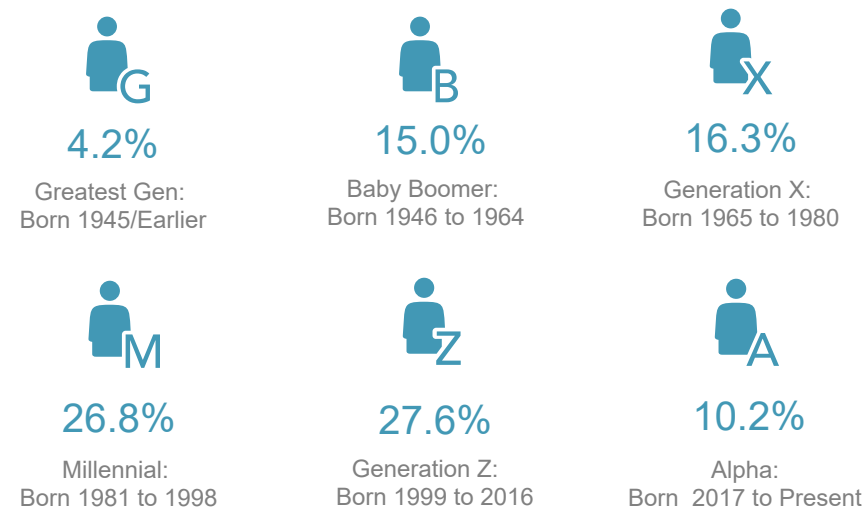 G
4.2%
Greatest Gen:
Born 1945/Earlier
B
15.0%
Baby Boomer:
Born 1946 to 1964
X
16.3%
Generation X:
Born 1965 to 1980
M
26.8%
Millennial:
Born 1981 to 1998
Z
27.6%
Generation Z:
Born 1999 to 2016
A
10.2%
Alpha:
Born  2017 to Present